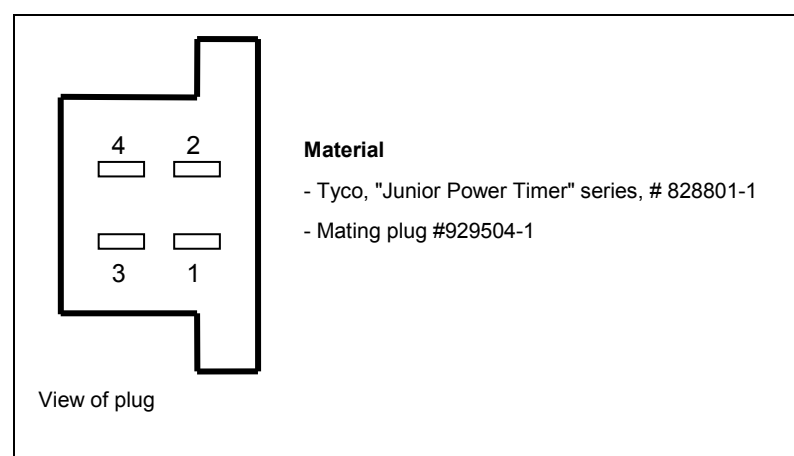 4 2
3 1
View of plug
Material
- Tyco, "Junior Power Timer" series, # 828801-1
- Mating plug #929504-1